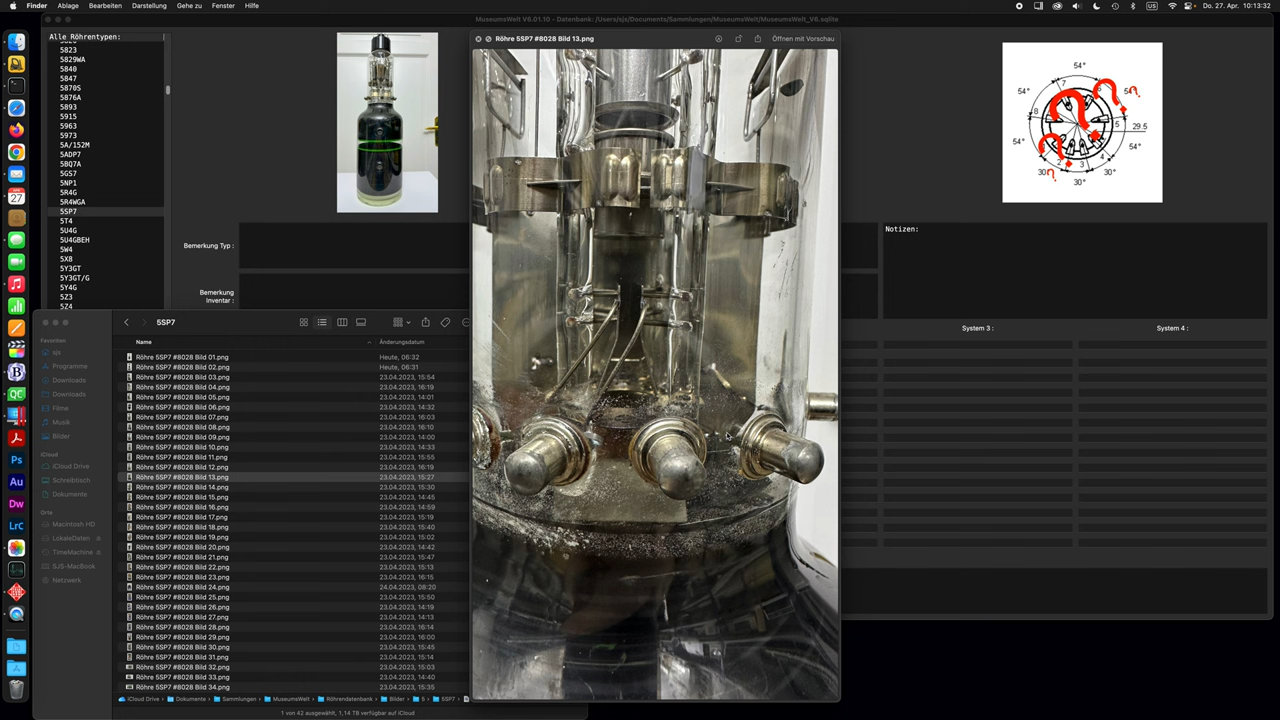 Finder Ablage Bearbeiten Darstellung Gehe zu Fenster Hilfe
US Do. 27. Apr. 10:13:32
MuseumsWelt V6.01.10 - Datenbank: /Users/sjs/Documents/Sammlungen/MuseumsWelt/MuseumsWelt_V6.sqlite
Alle Röhrentypen:
5823
5829WA
5840
5847
5870S
5876A
5893
5915
5963
5973
5A/152M
5ADP7
5BQ7A
5GS7
5NP1
5R4G
5R4WGA
5SP7
5T4
5U4G
5U4GBEH
5W4
5X8
5Y3GT
5Y3GT/G
5Y4G
5Z3
5Z4
Röhre 5SP7 #8028 Bild 13.png
Öffnen mit Vorschau
54°
54°
54°
8
7
5
29.5
54°
54°
2
3
4
30°
30°
30°
Bemerkung Typ :
Bemerkung
Inventar :
Notizen:
System 3 :
System 4 :
5SP7
Name
Änderungsdatum
Favoriten
sjs
Programme
Downloads
Downloads
Filme
Musik
Bilder
iCloud
iCloud Drive
Schreibtisch
Dokumente
Orte
Macintosh HD
LokaleDaten
TimeMachine
SJS-MacBook
Netzwerk
Röhre 5SP7 #8028 Bild 01.png Heute, 06:32
Röhre 5SP7 #8028 Bild 02.png Heute, 06:31
Röhre 5SP7 #8028 Bild 03.png 23.04.2023, 15:54
Röhre 5SP7 #8028 Bild 04.png 23.04.2023, 16:19
Röhre 5SP7 #8028 Bild 05.png 23.04.2023, 14:01
Röhre 5SP7 #8028 Bild 06.png 23.04.2023, 14:32
Röhre 5SP7 #8028 Bild 07.png 23.04.2023, 16:03
Röhre 5SP7 #8028 Bild 08.png 23.04.2023, 16:10
Röhre 5SP7 #8028 Bild 09.png 23.04.2023, 14:00
Röhre 5SP7 #8028 Bild 10.png 23.04.2023, 14:33
Röhre 5SP7 #8028 Bild 11.png 23.04.2023, 15:55
Röhre 5SP7 #8028 Bild 12.png 23.04.2023, 16:19
Röhre 5SP7 #8028 Bild 13.png 23.04.2023, 15:27
Röhre 5SP7 #8028 Bild 14.png 23.04.2023, 15:30
Röhre 5SP7 #8028 Bild 15.png 23.04.2023, 14:45
Röhre 5SP7 #8028 Bild 16.png 23.04.2023, 14:59
Röhre 5SP7 #8028 Bild 17.png 23.04.2023, 15:19
Röhre 5SP7 #8028 Bild 18.png 23.04.2023, 15:40
Röhre 5SP7 #8028 Bild 19.png 23.04.2023, 15:02
Röhre 5SP7 #8028 Bild 20.png 23.04.2023, 14:42
Röhre 5SP7 #8028 Bild 21.png 23.04.2023, 15:47
Röhre 5SP7 #8028 Bild 22.png 23.04.2023, 15:13
Röhre 5SP7 #8028 Bild 23.png 23.04.2023, 16:15
Röhre 5SP7 #8028 Bild 24.png 24.04.2023, 08:20
Röhre 5SP7 #8028 Bild 25.png 23.04.2023, 15:50
Röhre 5SP7 #8028 Bild 26.png 23.04.2023, 14:19
Röhre 5SP7 #8028 Bild 27.png 23.04.2023, 14:13
Röhre 5SP7 #8028 Bild 28.png 23.04.2023, 16:14
Röhre 5SP7 #8028 Bild 29.png 23.04.2023, 16:00
Röhre 5SP7 #8028 Bild 30.png 23.04.2023, 15:45
Röhre 5SP7 #8028 Bild 31.png 23.04.2023, 15:14
Röhre 5SP7 #8028 Bild 32.png 23.04.2023, 15:03
Röhre 5SP7 #8028 Bild 33.png 23.04.2023, 14:40
Röhre 5SP7 #8028 Bild 34.png 23.04.2023, 15:35
iCloud Drive Dokumente Sammlungen MuseumsWelt Röhrendatenbank Bilder 5 5SP7
1 von 42 ausgewählt, 1,14 TB verfügbar auf iCloud